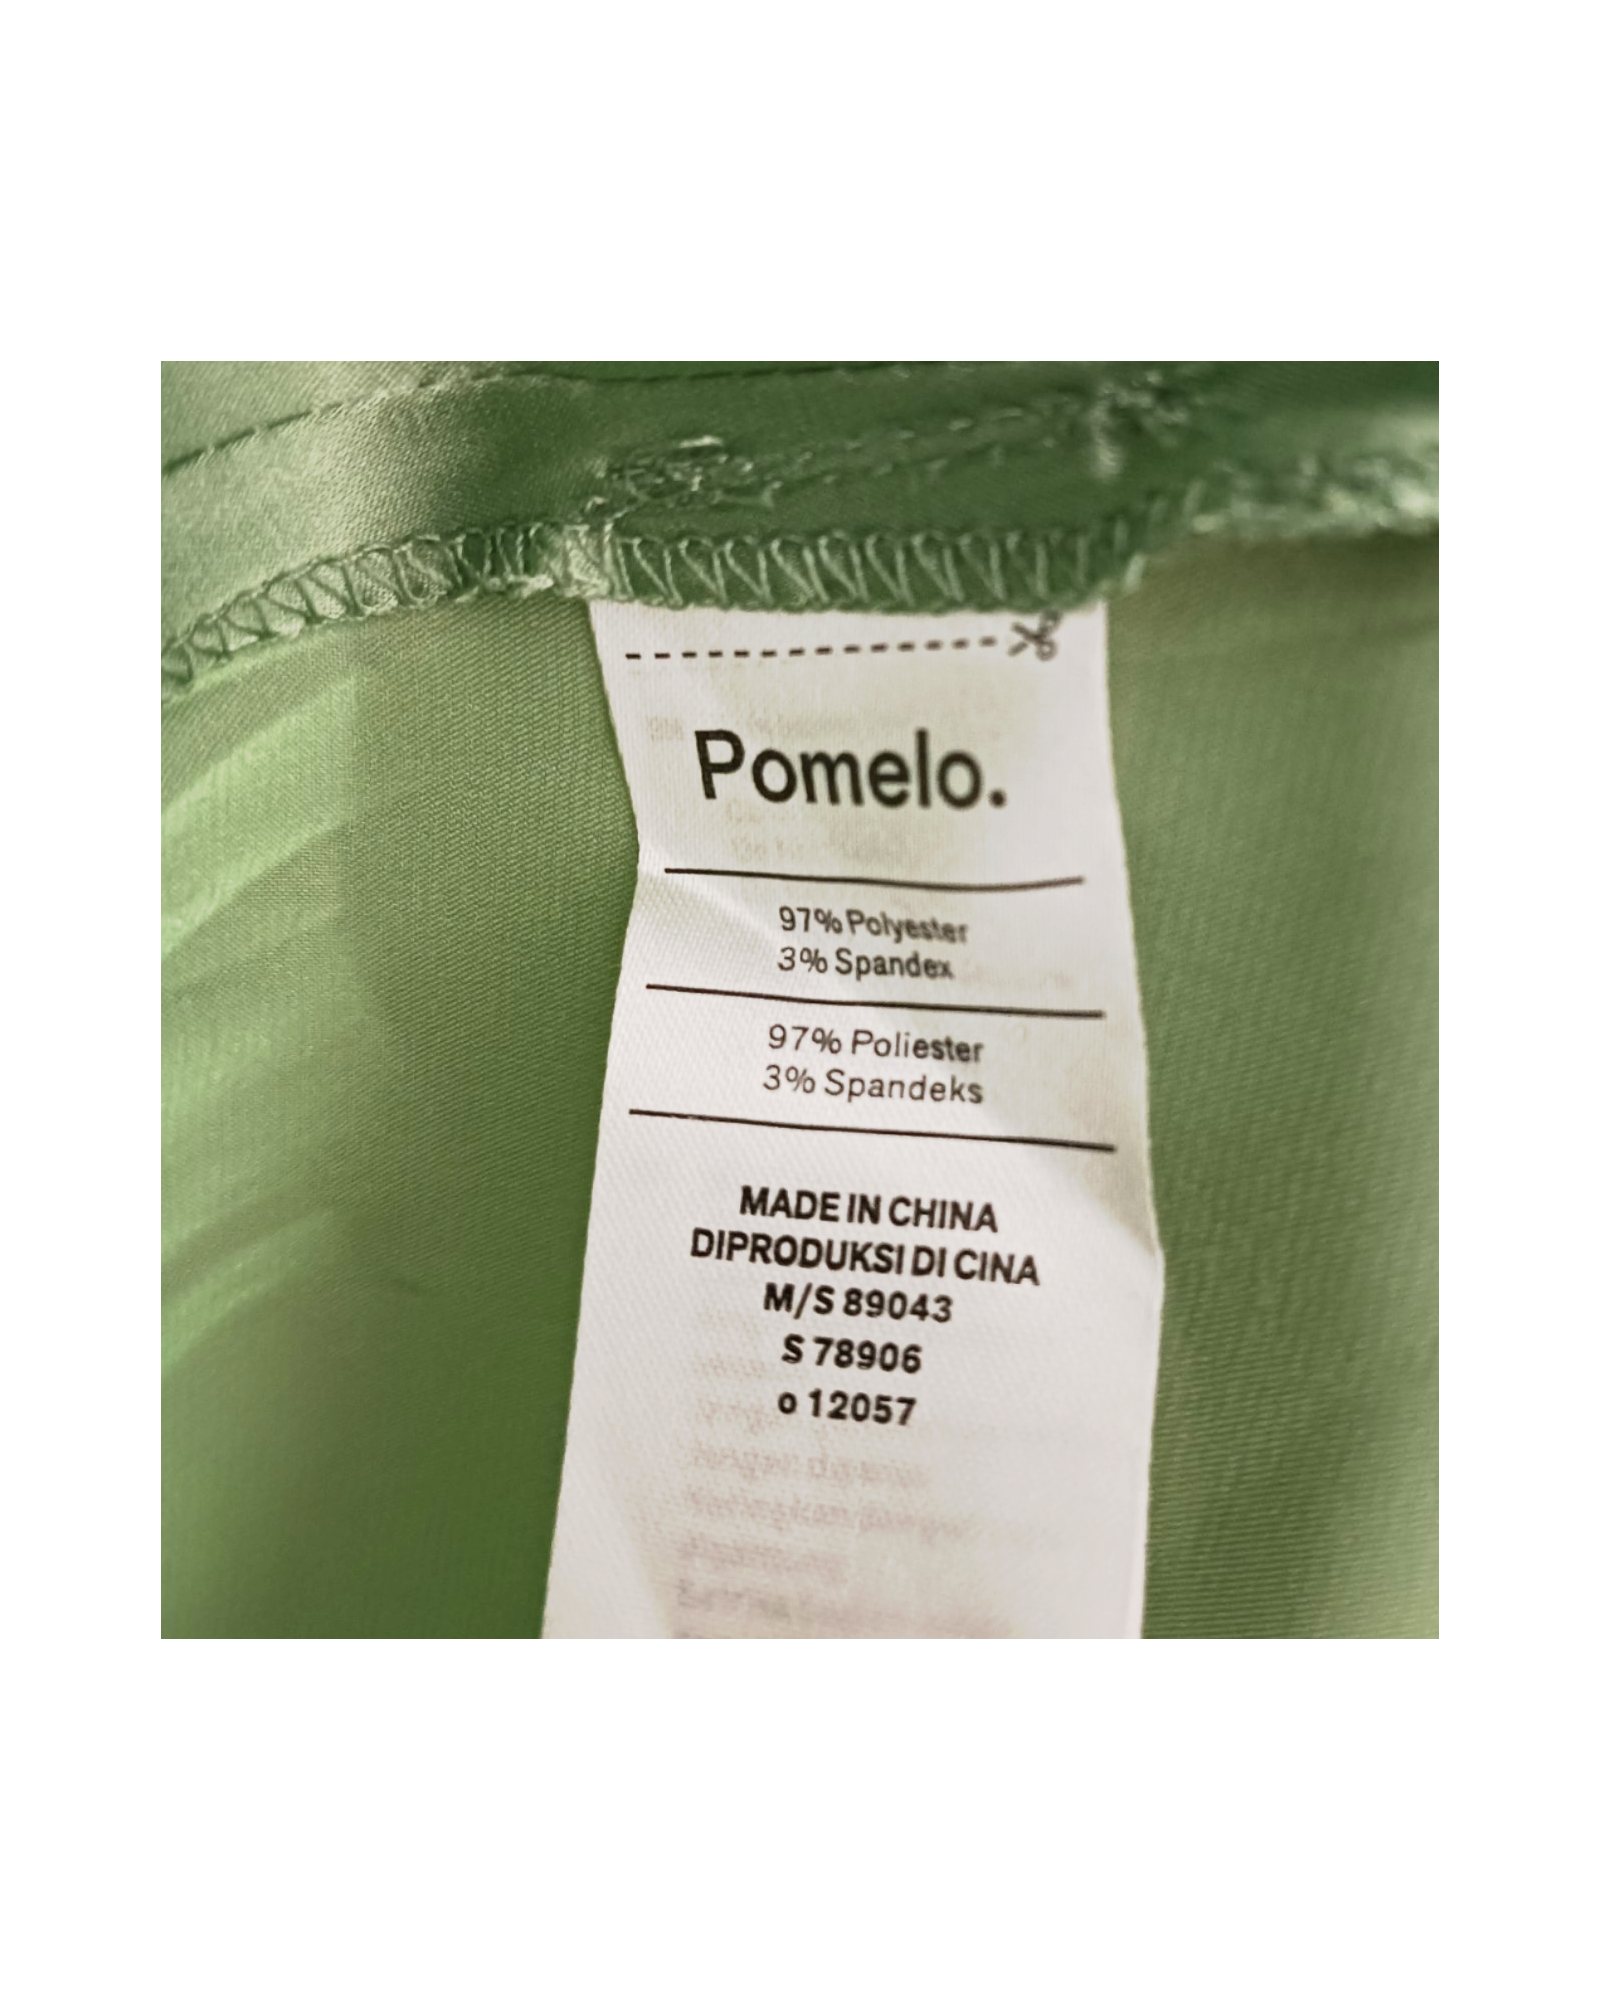 Pomelo.
97% Polyester
3% Spandex
97% Poliester
3% Spandeks
MADE IN CHINA
DIPRODUKSI DI CINA
M/S 89043
S 78906
o 12057